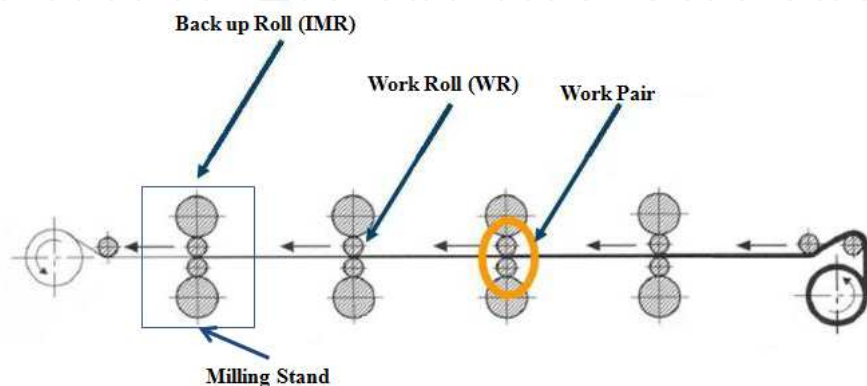 Back up Roll (IMR)
Work Roll (WR)
Work Pair
Milling Stand